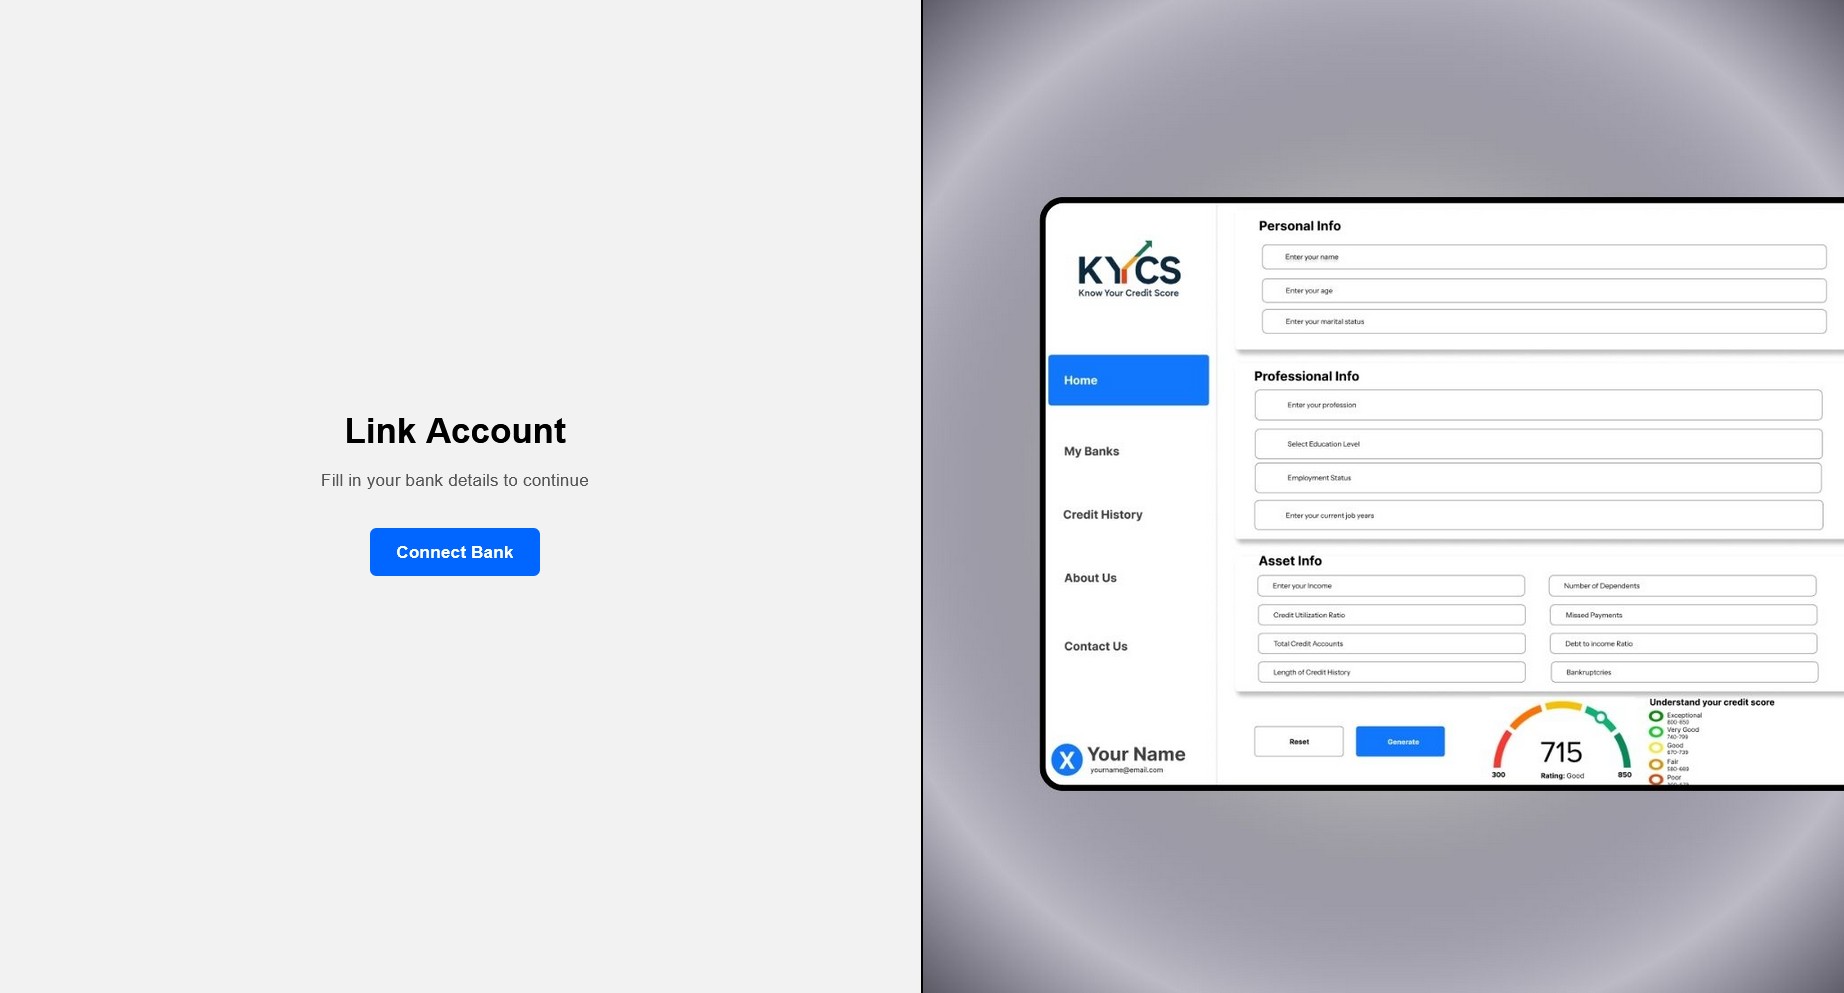 Link Account
Fill in your bank details to continue
Connect Bank
KYCS
Know Your Credit Score
Home
My Banks
Credit History
About Us
Contact Us
X
Your Name
yourname@email.com
Personal Info
Enter your name
Enter your age
Enter your marital status
Professional Info
Enter your profession
Select Education Level
Employment Status
Enter your current job years
Asset Info
Enter your Income
Number of Dependents
Credit Utilization Ratio
Missed Payments
Total Credit Accounts
Debt to income Ratio
Length of Credit History
Bankruptcries
Reset
Generate
715
300
Rating: Good
850
Understand your credit score
Exceptional
800-850
Very Good
740-799
Good
670-739
Fair
580-669
Poor